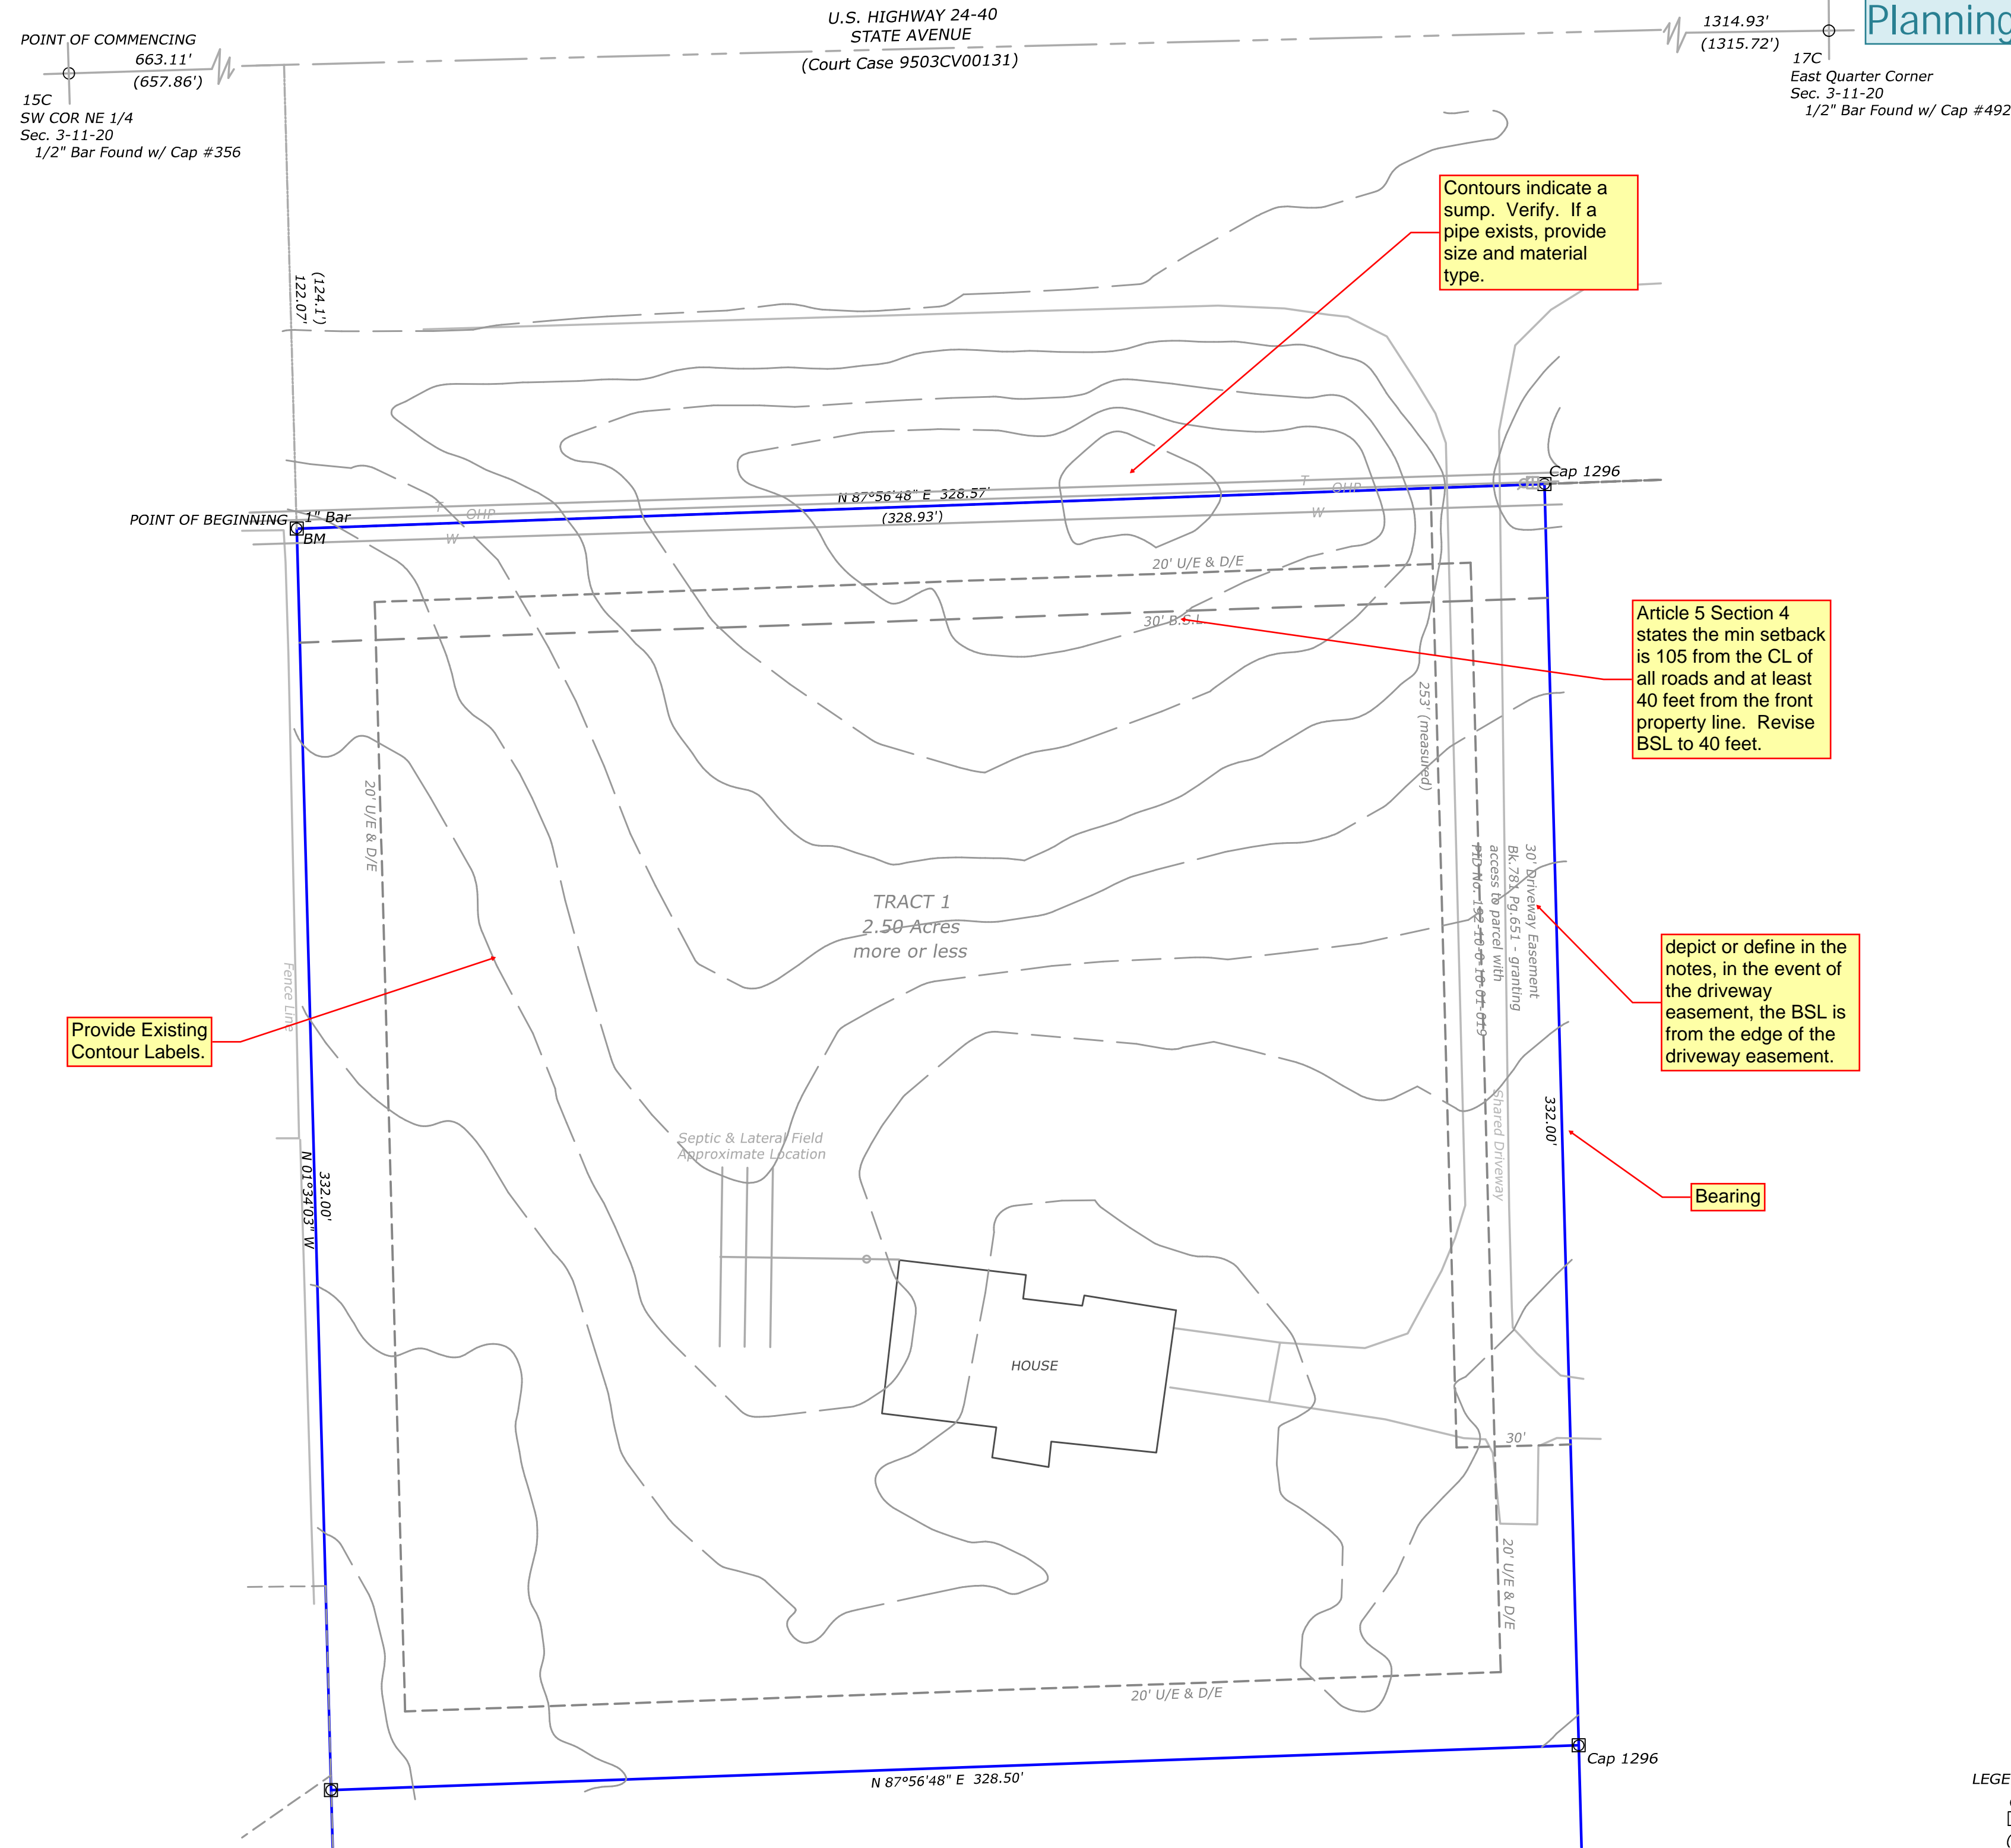 U.S. HIGHWAY 24-40
STATE AVENUE
(Court Case 9503CV00131)
POINT OF COMMENCING
663.11'
(657.86')
15C
SW COR NE 1/4
Sec. 3-11-20
1/2" Bar Found w/ Cap #356
1314.93'
(1315.72')
Planning
17C
East Quarter Corner
Sec. 3-11-20
1/2" Bar Found w/ Cap #492
Contours indicate a
sump. Verify. If a
pipe exists, provide
size and material
type.
(124.1')
122.07'
Cap 1296
POINT OF BEGINNING
1" Bar
BM
T
OHP
W
N 87°56'48" E 328.57'
(328.93')
T
OHP
W
20' U/E & D/E
30' B.S.L.
Article 5 Section 4
states the min setback
is 105 from the CL of
all roads and at least
40 feet from the front
property line. Revise
BSL to 40 feet.
253' (measured)
20' U/E & D/E
30' Driveway Easement
Bk.781 Pg.651 - granting
access to parcel with
PID No. 192-10-0-10-01-019
TRACT 1
2.50 Acres
more or less
depict or define in the
notes, in the event of
the driveway
easement, the BSL is
from the edge of the
driveway easement.
Fence Line
Provide Existing
Contour Labels.
Septic & Lateral Field
Approximate Location
Shared Driveway
332.00'
Bearing
332.00'
N 01°34'03" W
HOUSE
30'
20' U/E & D/E
20' U/E & D/E
Cap 1296
N 87°56'48" E 328.50'
LEGE